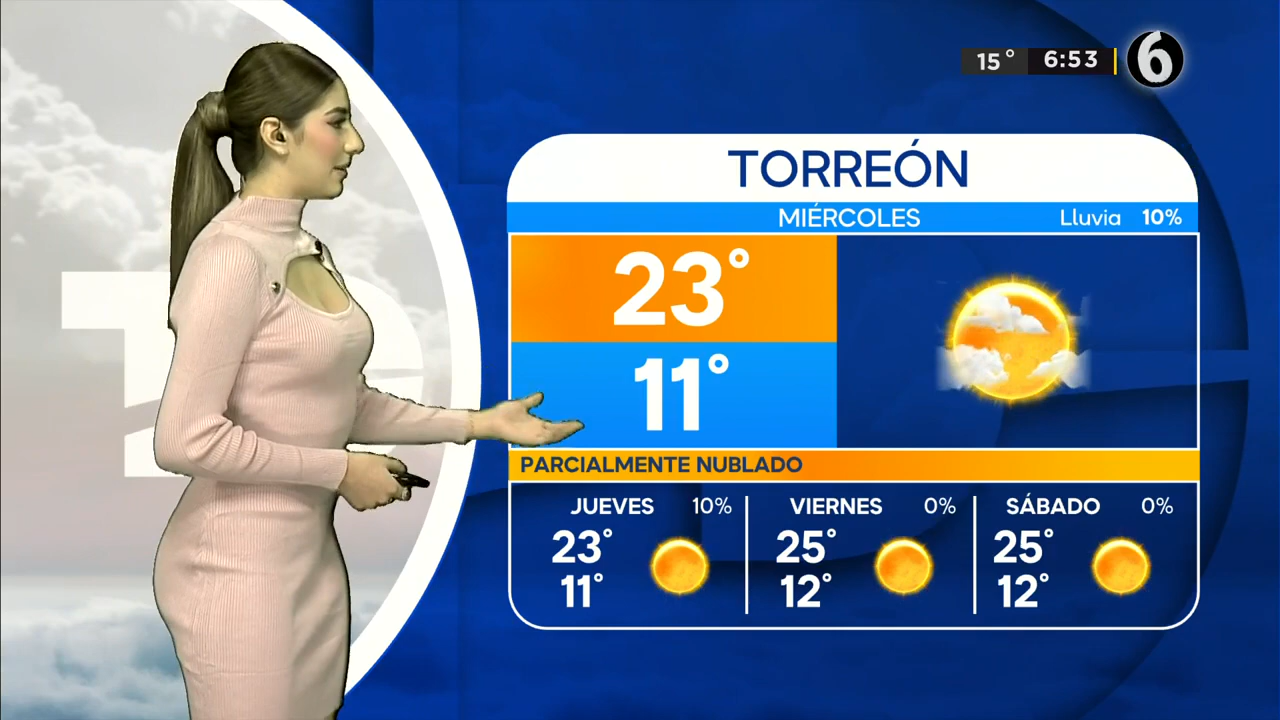 15° 6:53 6
TORREÓN
MIÉRCOLES Lluvia 10%
23°
11°
PARCIALMENTE NUBLADO
JUEVES 10%
23°
11°
VIERNES 0%
25°
12°
SÁBADO 0%
25°
12°